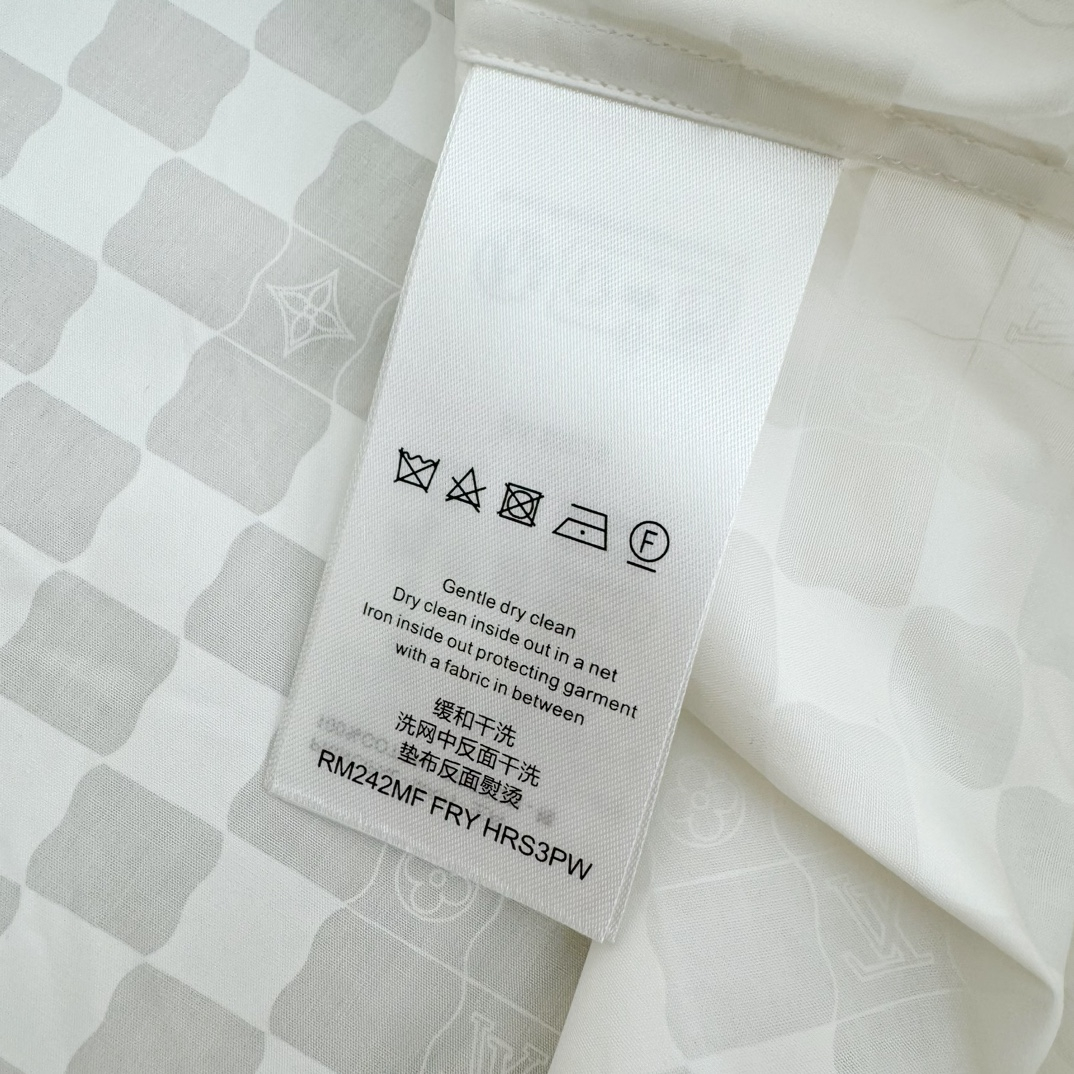 F
Gentle dry clean
Dry clean inside out in a net
Iron inside out protecting garment
with a fabric in between
缓和干洗
洗网中反面干洗
垫布反面熨烫
RM242MF FRY HRS3PW